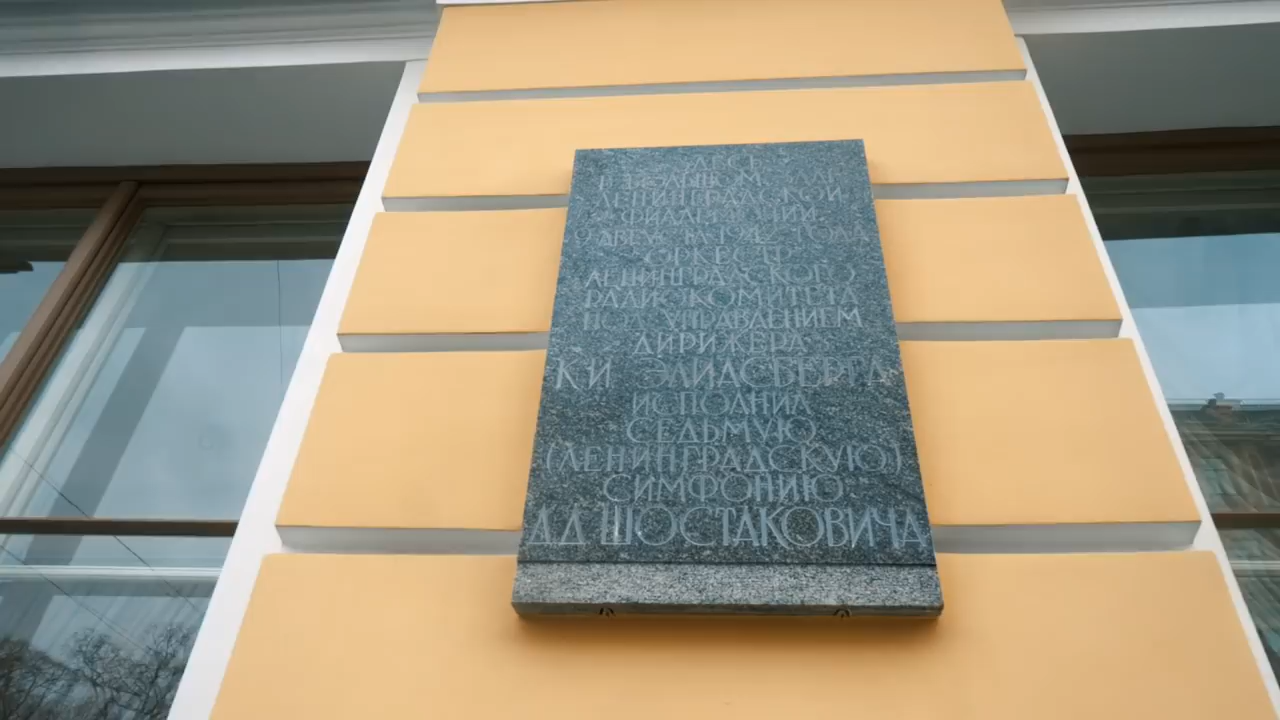 ЗДЕСЬ
В БОЛЬШОМ ЗАЛЕ
ЛЕНИНГРАДСКОЙ
ФИЛАРМОНИИ
9 АВГУСТА 1942 ГОДА
ОРКЕСТР
ЛЕНИНГРАДСКОГО
РАДИОКОМИТЕТА
ПОД УПРАВЛЕНИЕМ
ДИРИЖЕРА
К И ЭЛИАСБЕРГА
ИСПОЛНИЛ
СЕДЬМУЮ
(ЛЕНИНГРАДСКУЮ)
СИМФОНИЮ
Д Д ШОСТАКОВИЧА